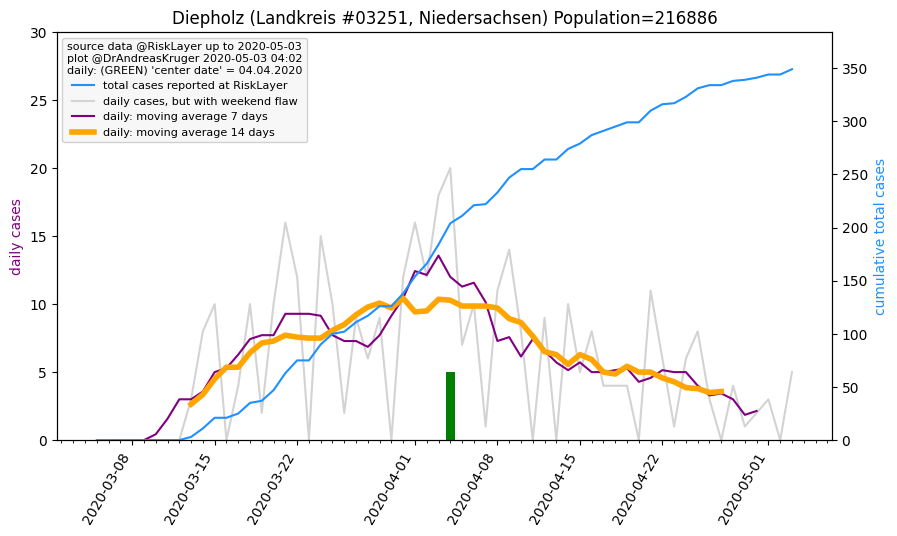 Diepholz (Landkreis #03251, Niedersachsen) Population=216886
source data @RiskLayer up to 2020-05-03
plot @DrAndreasKruger 2020-05-03 04:02
daily: (GREEN) 'center date' = 04.04.2020
total cases reported at RiskLayer
daily cases, but with weekend flaw
daily: moving average 7 days
daily: moving average 14 days
daily cases
30
25
20
15
10
5
0
cumulative total cases
350
300
250
200
150
100
50
0
2020-03-08
2020-03-15
2020-03-22
2020-04-01
2020-04-08
2020-04-15
2020-04-22
2020-05-01